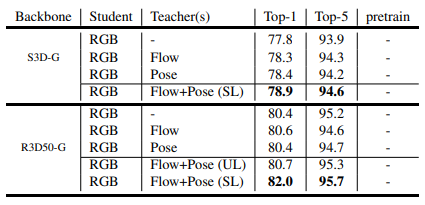 Backbone Student Teacher(s) Top-1 Top-5 pretrain
RGB - 77.8 93.9 -
S3D-G RGB Flow 78.3 94.3 -
RGB Pose 78.4 94.2 -
RGB Flow+Pose (SL) 78.9 94.6 -
RGB - 80.4 95.2 -
RGB Flow 80.6 94.6 -
R3D50-G RGB Pose 80.4 94.7 -
RGB Flow+Pose (UL) 80.7 95.3 -
RGB Flow+Pose (SL) 82.0 95.7 -